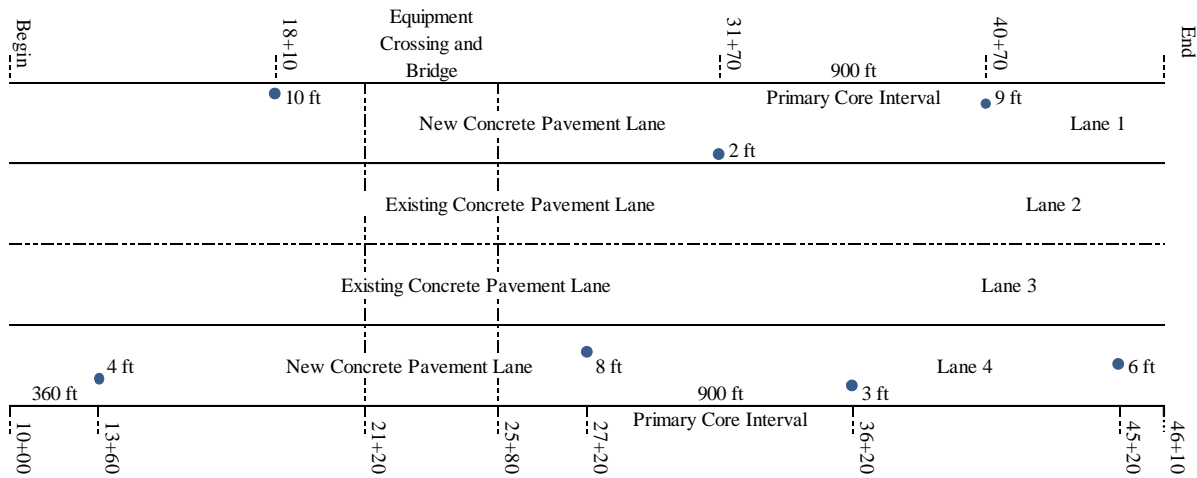 Begin
18+10
Equipment
Crossing and
Bridge
31+70
40+70
End
900 ft
Primary Core Interval
10 ft
9 ft
New Concrete Pavement Lane
Lane 1
2 ft
Existing Concrete Pavement Lane
Lane 2
Existing Concrete Pavement Lane
Lane 3
4 ft
New Concrete Pavement Lane
8 ft
Lane 4
6 ft
360 ft
900 ft
3 ft
Primary Core Interval
10+00
13+60
21+20
25+80
27+20
36+20
45+20
46+10